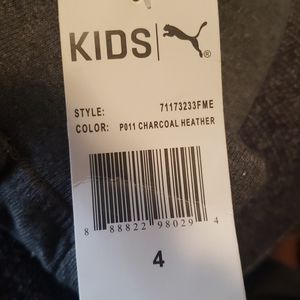 KIDS
STYLE: 71173233FME
COLOR: P011 CHARCOAL HEATHER
8 88822 98029 4
4